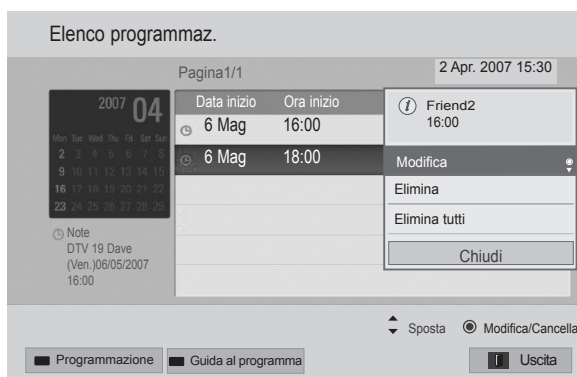 Elenco programmaz.
Pagina1/1
2 Apr. 2007 15:30
2007 04
Mon Tue Wed Thu Fri Sat Sun
2 3 4 5 6 7 8
9 10 11 12 13 14 15
16 17 18 19 20 21 22
23 24 25 26 27 28 29
Note
DTV 19 Dave
(Ven.)06/05/2007
16:00
Data inizio Ora inizio
6 Mag 16:00
6 Mag 18:00
Friend2
16:00
Modifica
Elimina
Elimina tutti
Chiudi
Sposta Modifica/Cancella
Programmazione Guida al programma Uscita